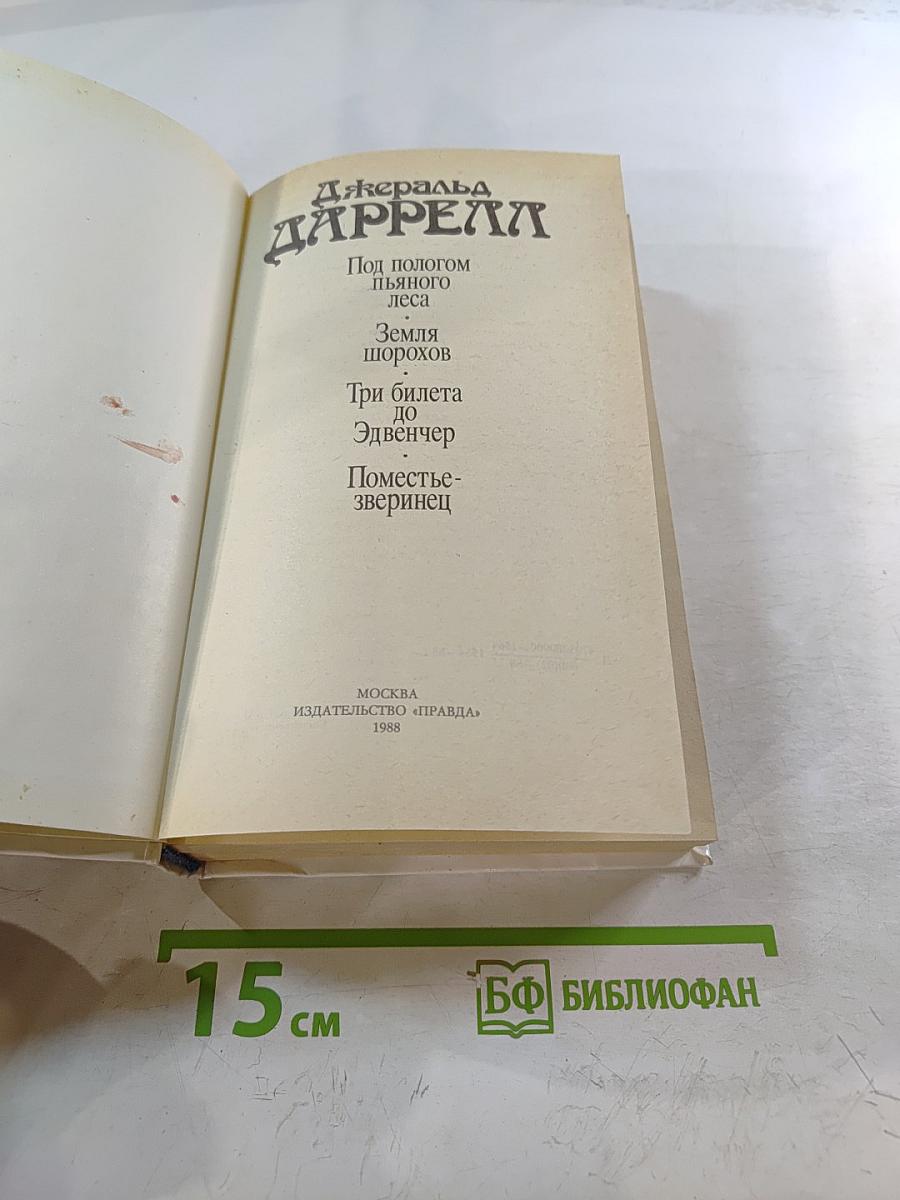 Джеральд
ДАРРЕЛЛ
Под пологом
пьяного
леса
·
Земля
шорохов
·
Три билета
до
Эдвенчер
·
Поместье-
зверинец
МОСКВА
ИЗДАТЕЛЬСТВО «ПРАВДА»
1988
15 см
БФ БИБЛИОФАН